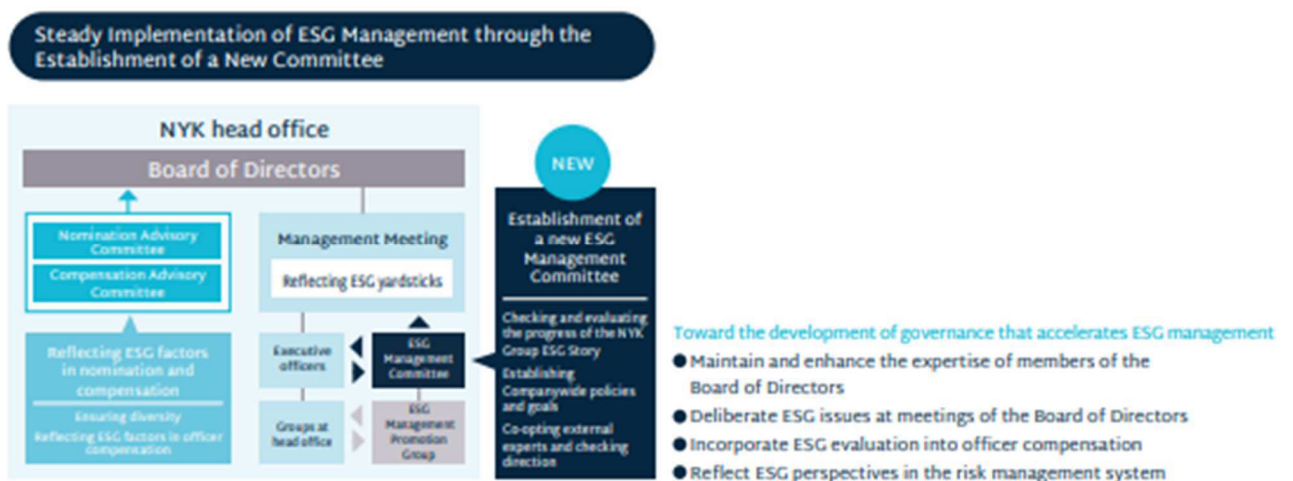 Steady Implementation of ESG Management through the
Establishment of a New Committee
NYK head office
Board of Directors
Nomination Advisory
Committee
Compensation Advisory
Committee
Reflecting ESG factors
in nomination and
compensation
Ensuring diversity
Reflecting ESG factors in officer
compensation
Management Meeting
Reflecting ESG yardsticks
Executive
officers
ESG
Management
Committee
Groups at
head office
ESG
Management
Promotion
Group
NEW
Establishment of
a new ESG
Management
Committee
Checking and evaluating
the progress of the NYK
Group ESG Story
Establishing
Companywide policies
and goals
Co-opting external
experts and checking
direction
Toward the development of governance that accelerates ESG management
●Maintain and enhance the expertise of members of the
Board of Directors
●Deliberate ESG issues at meetings of the Board of Directors
●Incorporate ESG evaluation into officer compensation
●Reflect ESG perspectives in the risk management system